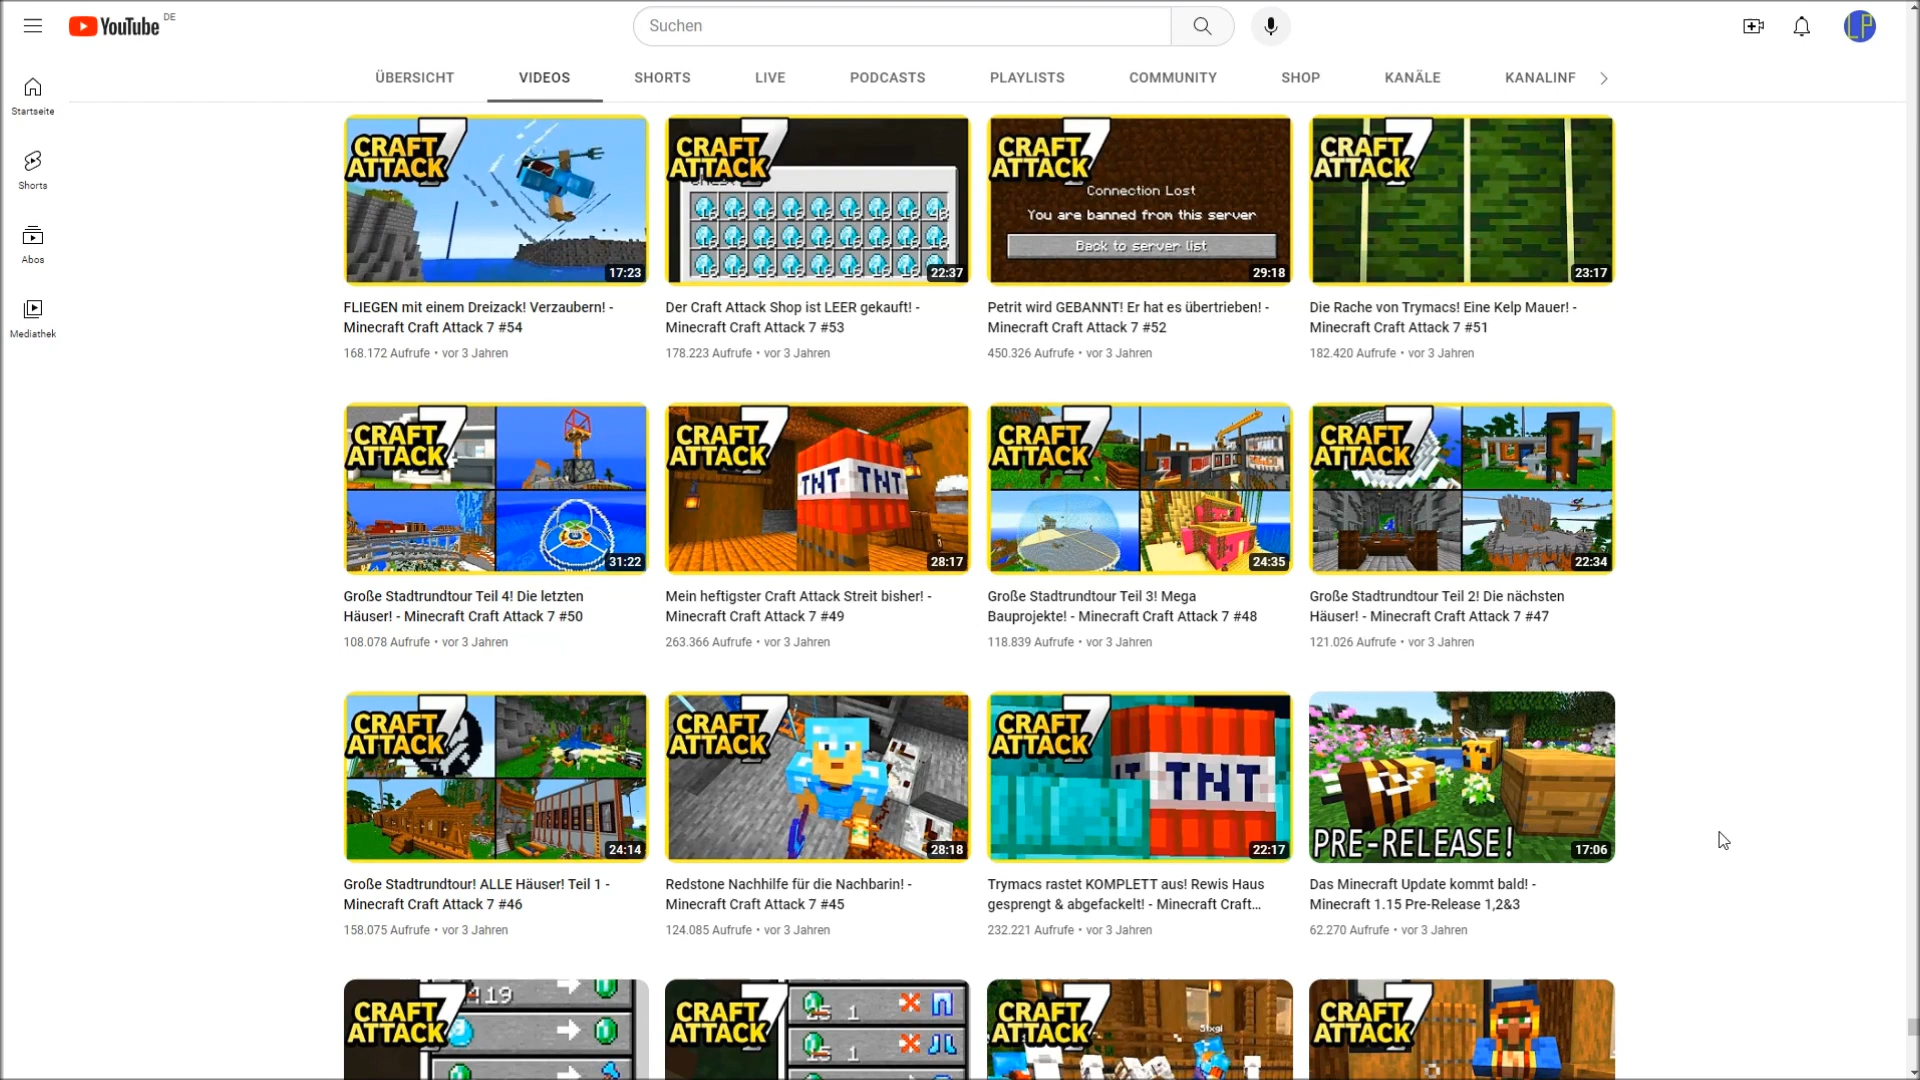 YouTube DE
Suchen
LP
ÜBERSICHT VIDEOS SHORTS LIVE PODCASTS PLAYLISTS COMMUNITY SHOP KANÄLE KANALINF
Startseite
Shorts
Abos
Mediathek
CRAFT ATTACK 7
17:23
CRAFT ATTACK 7
22:37
CRAFT ATTACK 7
Connection Lost
You are banned from this server
Back to server list
29:18
CRAFT ATTACK 7
23:17
FLIEGEN mit einem Dreizack! Verzaubern! -
Minecraft Craft Attack 7 #54
168.172 Aufrufe • vor 3 Jahren
Der Craft Attack Shop ist LEER gekauft! -
Minecraft Craft Attack 7 #53
178.223 Aufrufe • vor 3 Jahren
Petrit wird GEBANNT! Er hat es übertrieben! -
Minecraft Craft Attack 7 #52
450.326 Aufrufe • vor 3 Jahren
Die Rache von Trymacs! Eine Kelp Mauer! -
Minecraft Craft Attack 7 #51
182.420 Aufrufe • vor 3 Jahren
CRAFT ATTACK 7
31:22
CRAFT ATTACK 7
TNT TNT
28:17
CRAFT ATTACK 7
24:35
CRAFT ATTACK 7
22:34
Große Stadtrundtour Teil 4! Die letzten
Häuser! - Minecraft Craft Attack 7 #50
108.078 Aufrufe • vor 3 Jahren
Mein heftigster Craft Attack Streit bisher! -
Minecraft Craft Attack 7 #49
263.366 Aufrufe • vor 3 Jahren
Große Stadtrundtour Teil 3! Mega
Bauprojekte! - Minecraft Craft Attack 7 #48
118.839 Aufrufe • vor 3 Jahren
Große Stadtrundtour Teil 2! Die nächsten
Häuser! - Minecraft Craft Attack 7 #47
121.026 Aufrufe • vor 3 Jahren
CRAFT ATTACK 7
24:14
CRAFT ATTACK 7
28:18
CRAFT ATTACK 7
TNT
22:17
PRE-RELEASE!
17:06
Große Stadtrundtour! ALLE Häuser! Teil 1 -
Minecraft Craft Attack 7 #46
158.075 Aufrufe • vor 3 Jahren
Redstone Nachhilfe für die Nachbarin! -
Minecraft Craft Attack 7 #45
124.085 Aufrufe • vor 3 Jahren
Trymacs rastet KOMPLETT aus! Rewis Haus
gesprengt & abgefackelt! - Minecraft Craft...
232.221 Aufrufe • vor 3 Jahren
Das Minecraft Update kommt bald! -
Minecraft 1.15 Pre-Release 1,2&3
62.270 Aufrufe • vor 3 Jahren
CRAFT ATTACK 7
19
CRAFT ATTACK 7
1
1
CRAFT ATTACK 7
CRAFT ATTACK 7